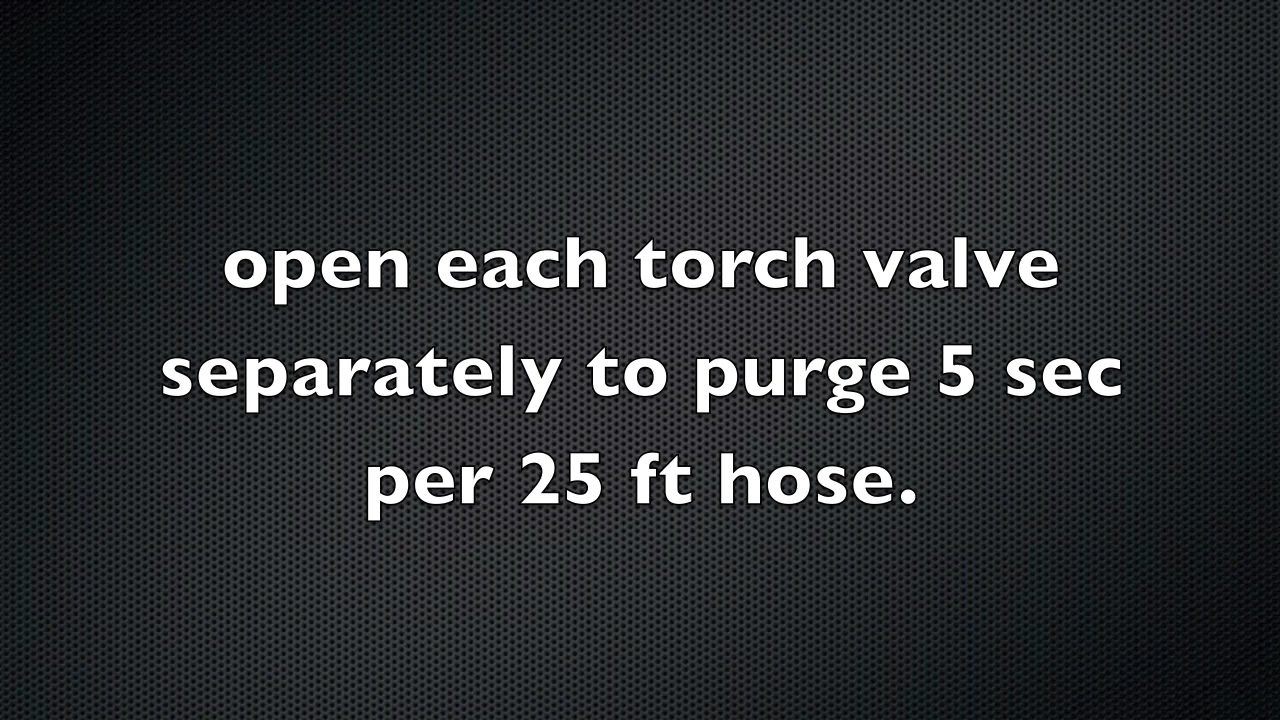 open each torch valve
separately to purge 5 sec
per 25 ft hose.